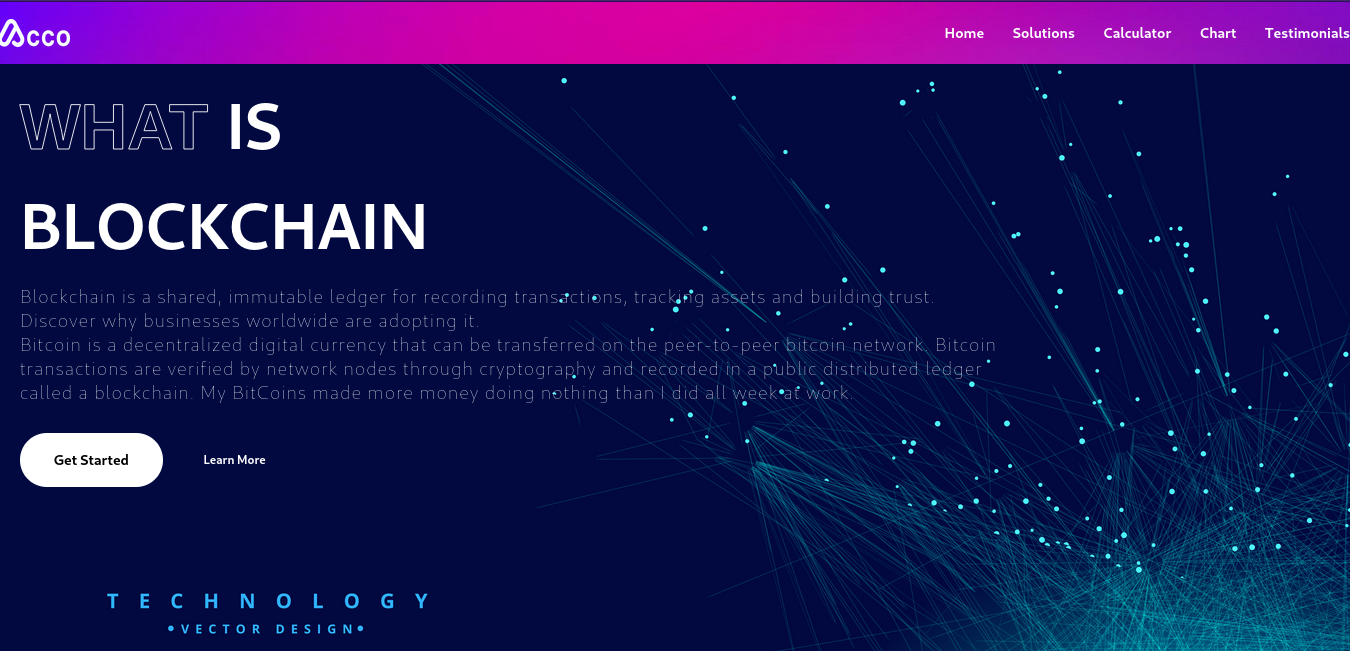 Acco
Home Solutions Calculator Chart Testimonials
WHAT IS
BLOCKCHAIN
Blockchain is a shared, immutable ledger for recording transactions, tracking assets and building trust.
Discover why businesses worldwide are adopting it.
Bitcoin is a decentralized digital currency that can be transferred on the peer-to-peer bitcoin network. Bitcoin
transactions are verified by network nodes through cryptography and recorded in a public distributed ledger
called a blockchain. My BitCoins made more money doing nothing than I did all week at work.
Get Started Learn More
TECHNOLOGY
•VECTOR DESIGN•